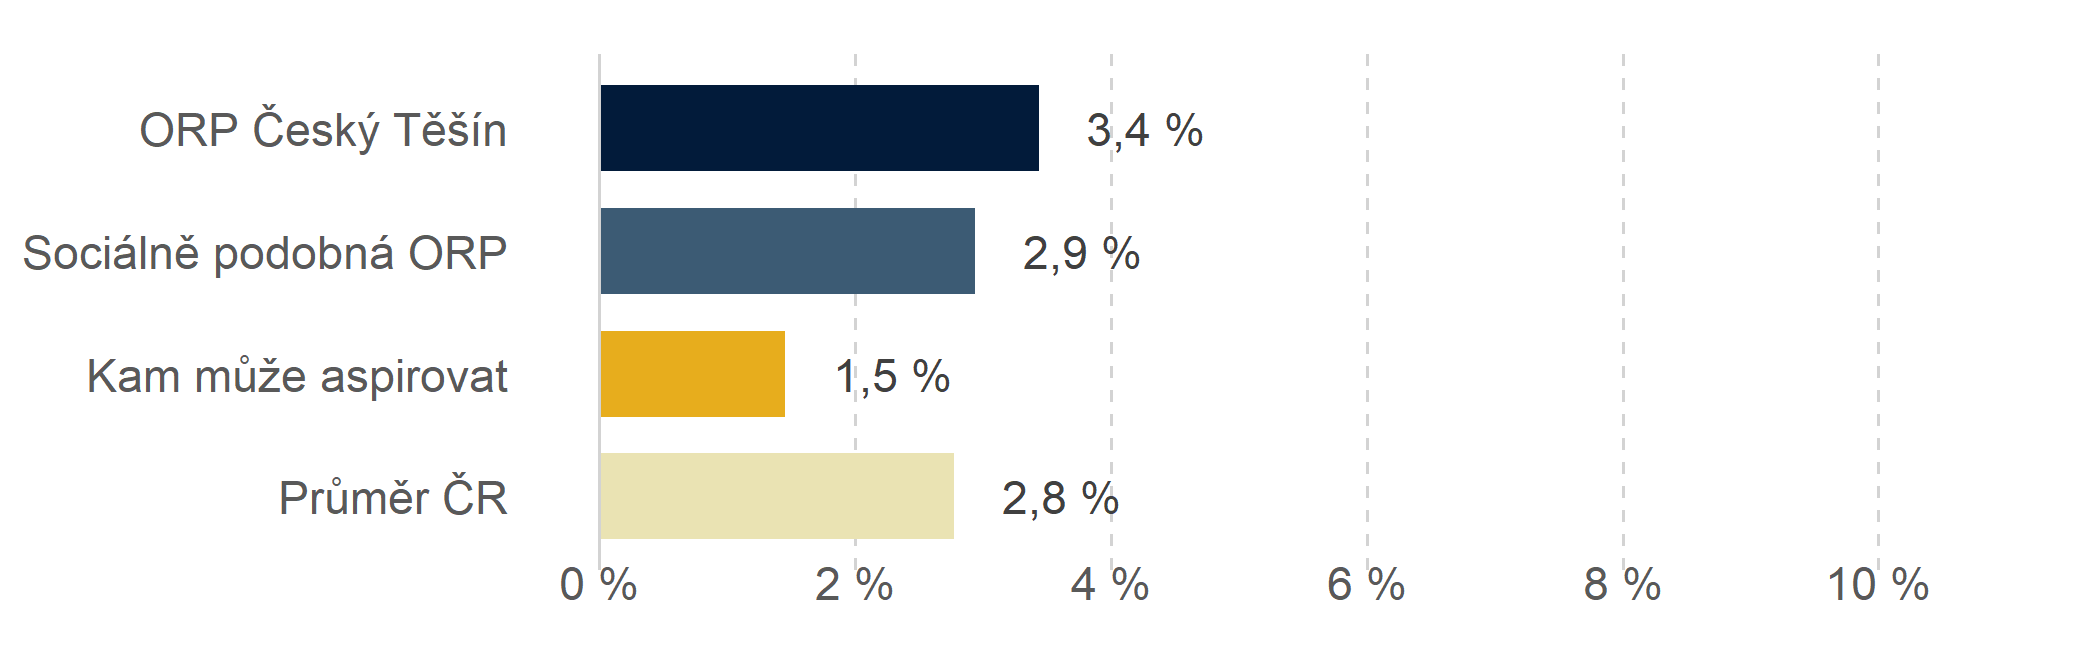 ORP Český Těšín
3,4 %
Sociálně podobná ORP
2,9 %
Kam může aspirovat
1,5 %
Průměr ČR
2,8 %
0 %
2 %
4 %
6 %
8 %
10 %